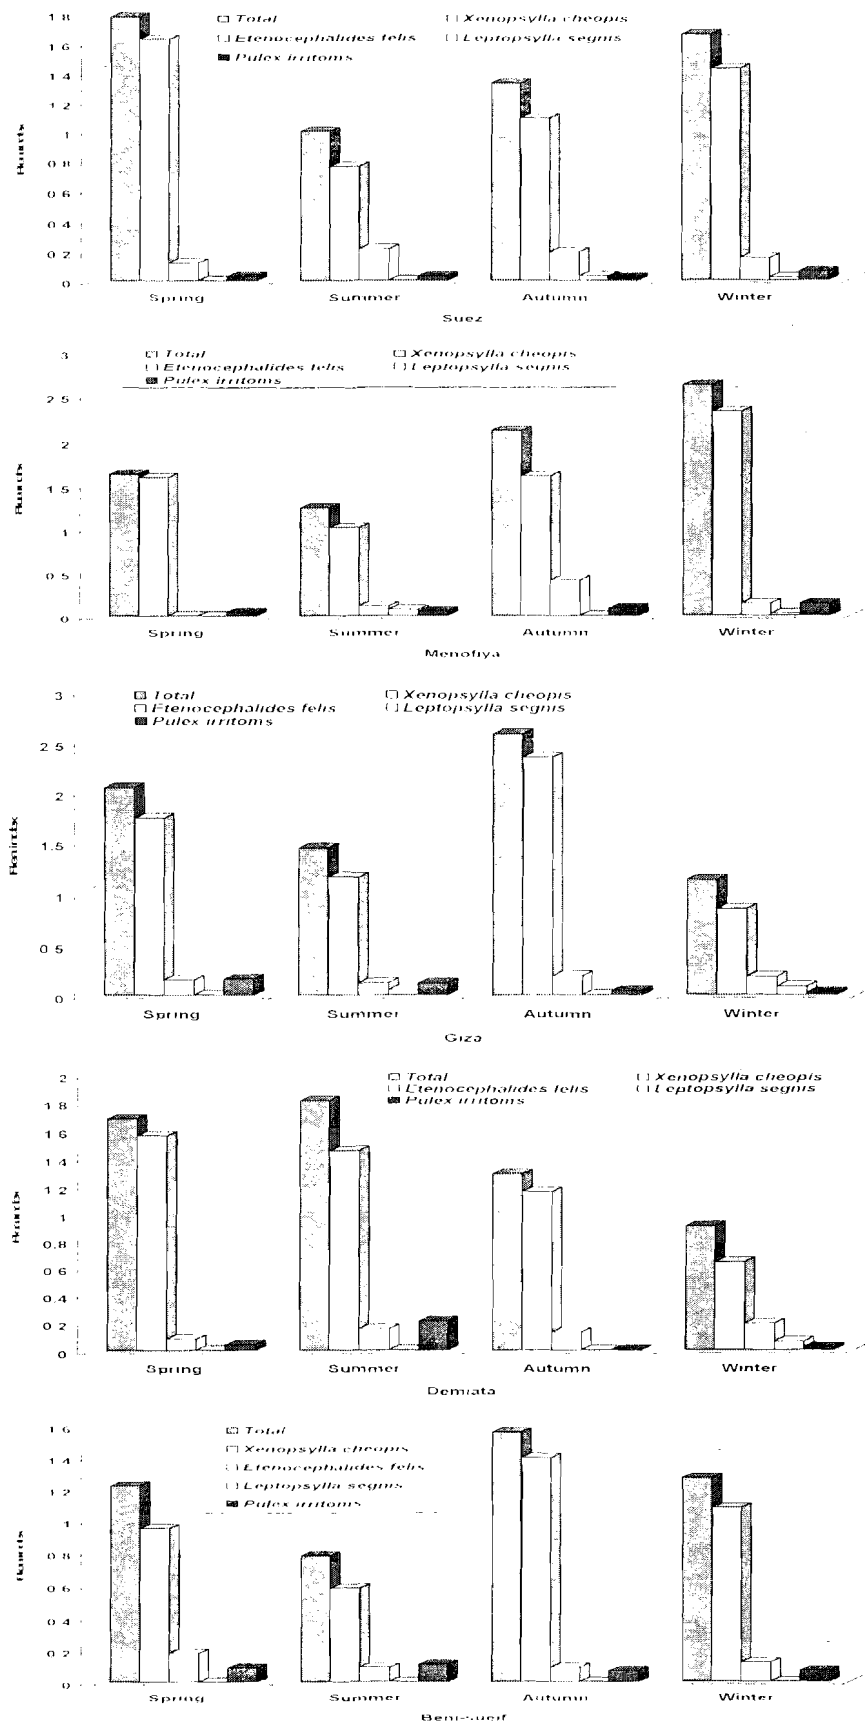 Total Xenopsylla cheopis
Etenocephalides felis Leptopsylla segnis
Pulex irritoms
1.8
1.6
1.4
1.2
1
0.8
0.6
0.4
0.2
0
Spring Summer Autumn Winter
Suez
Total Xenopsylla cheopis
Etenocephalides felis Leptopsylla segnis
Pulex irritoms
3
2.5
2
1.5
1
0.5
0
Spring Summer Autumn Winter
Menofiya
Total Xenopsylla cheopis
Etenocephalides felis Leptopsylla segnis
Pulex irritoms
3
2.5
2
1.5
1
0.5
0
Spring Summer Autumn Winter
Giza
Total Xenopsylla cheopis
Etenocephalides felis Leptopsylla segnis
Pulex irritoms
2
1.8
1.6
1.4
1.2
1
0.8
0.6
0.4
0.2
0
Spring Summer Autumn Winter
Demiata
Total
Xenopsylla cheopis
Etenocephalides felis
Leptopsylla segnis
Pulex irritoms
1.6
1.4
1.2
1
0.8
0.6
0.4
0.2
0
Spring Summer Autumn Winter
Beni-sueif